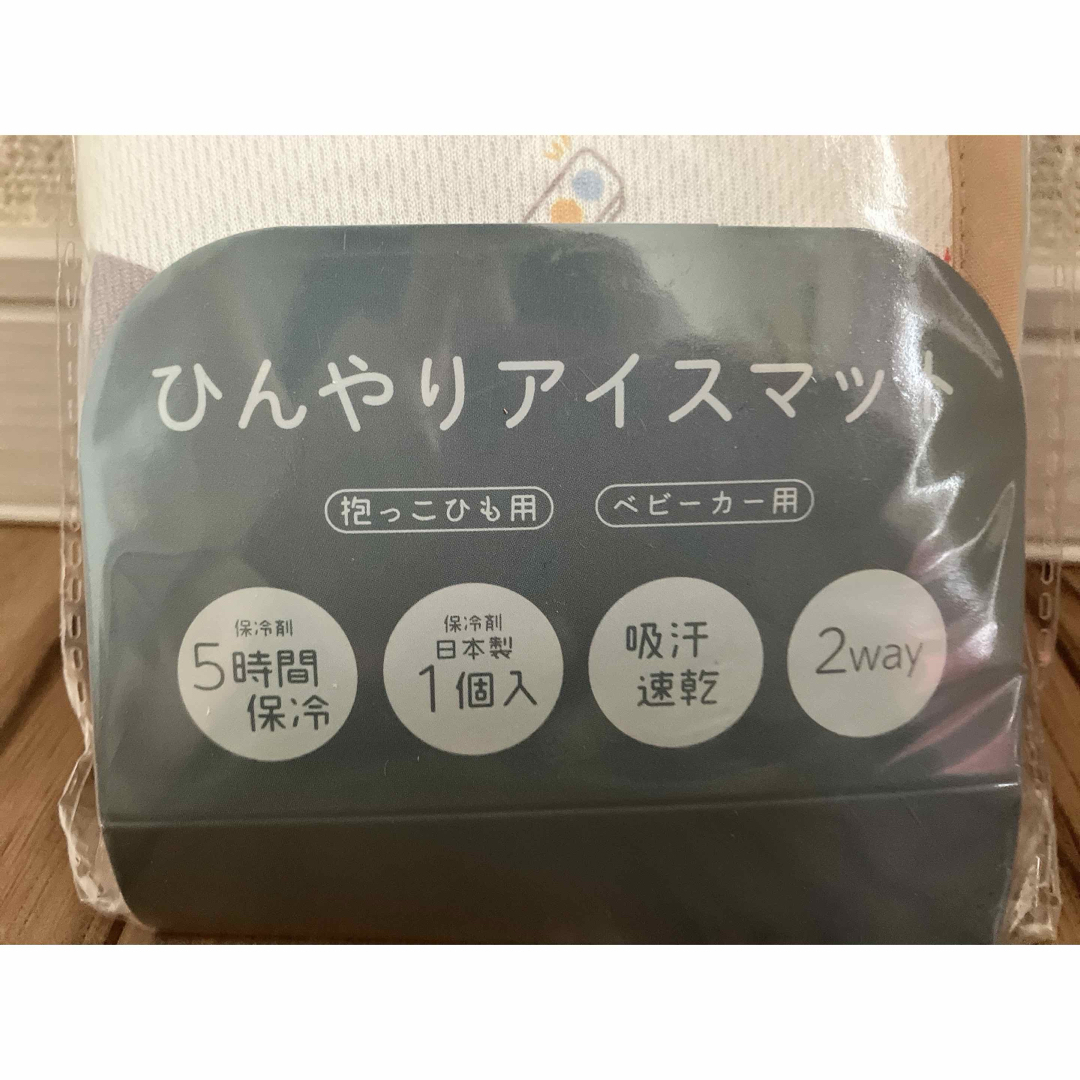 ひんやりアイスマット
抱っこひも用
ベビーカー用
保冷剤
5時間
保冷
保冷剤
日本製
1個入
吸汗
速乾
2way